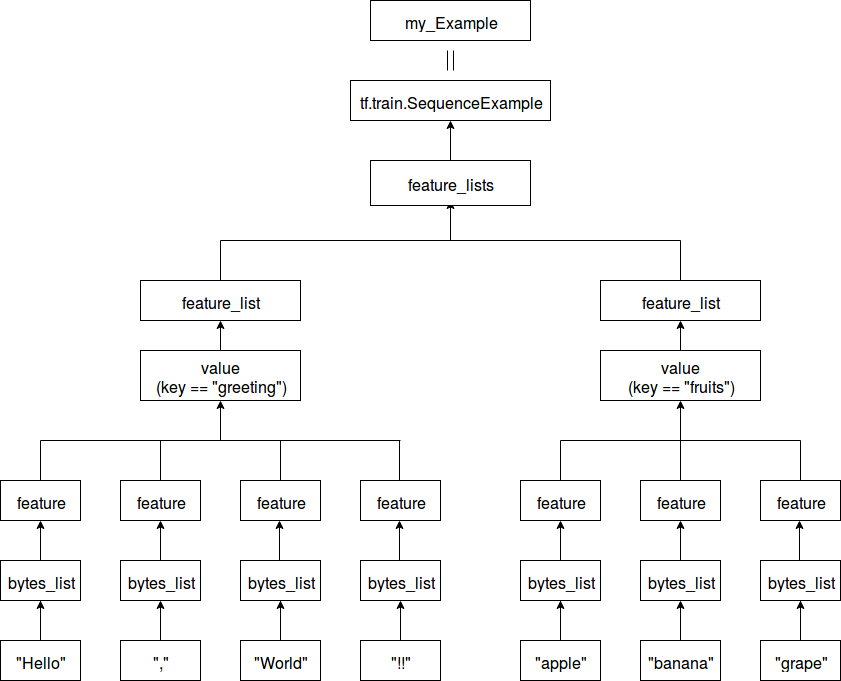 my_Example
||
tf.train.SequenceExample
feature_lists
feature_list feature_list
value value
(key == "greeting") (key == "fruits")
feature feature feature feature feature feature feature
bytes_list bytes_list bytes_list bytes_list bytes_list bytes_list bytes_list
"Hello" "," "World" "!!" "apple" "banana" "grape"